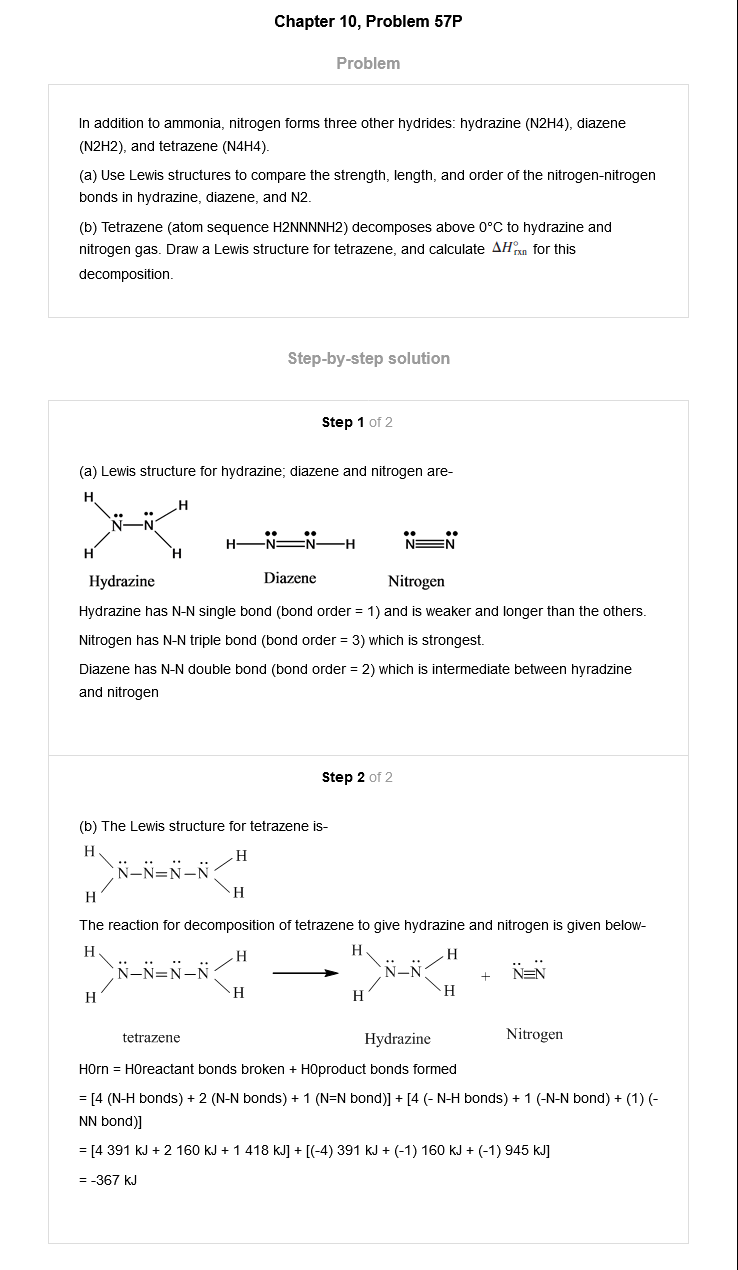 Chapter 10, Problem 57P
Problem
In addition to ammonia, nitrogen forms three other hydrides: hydrazine (N2H4), diazene
(N2H2), and tetrazene (N4H4).
(a) Use Lewis structures to compare the strength, length, and order of the nitrogen-nitrogen
bonds in hydrazine, diazene, and N2.
(b) Tetrazene (atom sequence H2NNNNH2) decomposes above 0°C to hydrazine and
nitrogen gas. Draw a Lewis structure for tetrazene, and calculate ΔH°rxn for this
decomposition.
Step-by-step solution
Step 1 of 2
(a) Lewis structure for hydrazine; diazene and nitrogen are-
H H
N—N
H H
H—N=N—H
N≡N
Hydrazine Diazene Nitrogen
Hydrazine has N-N single bond (bond order = 1) and is weaker and longer than the others.
Nitrogen has N-N triple bond (bond order = 3) which is strongest.
Diazene has N-N double bond (bond order = 2) which is intermediate between hyradzine
and nitrogen
Step 2 of 2
(b) The Lewis structure for tetrazene is-
H H
N–N=N–N
H H
The reaction for decomposition of tetrazene to give hydrazine and nitrogen is given below-
H H H H
N–N=N–N N–N + N≡N
H H H H
tetrazene Hydrazine Nitrogen
H0rn = H0reactant bonds broken + H0product bonds formed
= [4 (N-H bonds) + 2 (N-N bonds) + 1 (N=N bond)] + [4 (- N-H bonds) + 1 (-N-N bond) + (1) (-
NN bond)]
= [4 391 kJ + 2 160 kJ + 1 418 kJ] + [(-4) 391 kJ + (-1) 160 kJ + (-1) 945 kJ]
= -367 kJ